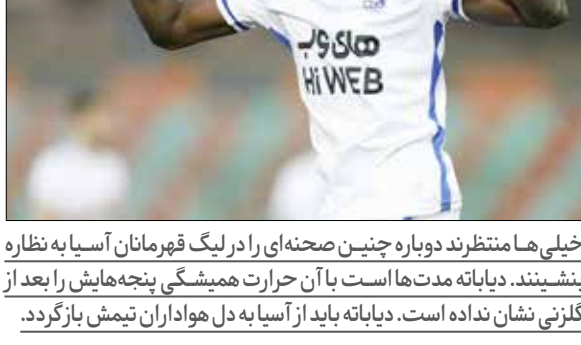 های وب
Hi WEB
خیلی‌ها منتظرند دوباره چنین صحنه‌ای را در لیگ قهرمانان آسیا به نظاره
بنشینند. دیاباته مدت‌ها است با آن حرارت همیشگی پنجه‌هایش را بعد از
گلزنی نشان نداده است. دیاباته باید از آسیا به دل هواداران تیمش بازگردد.